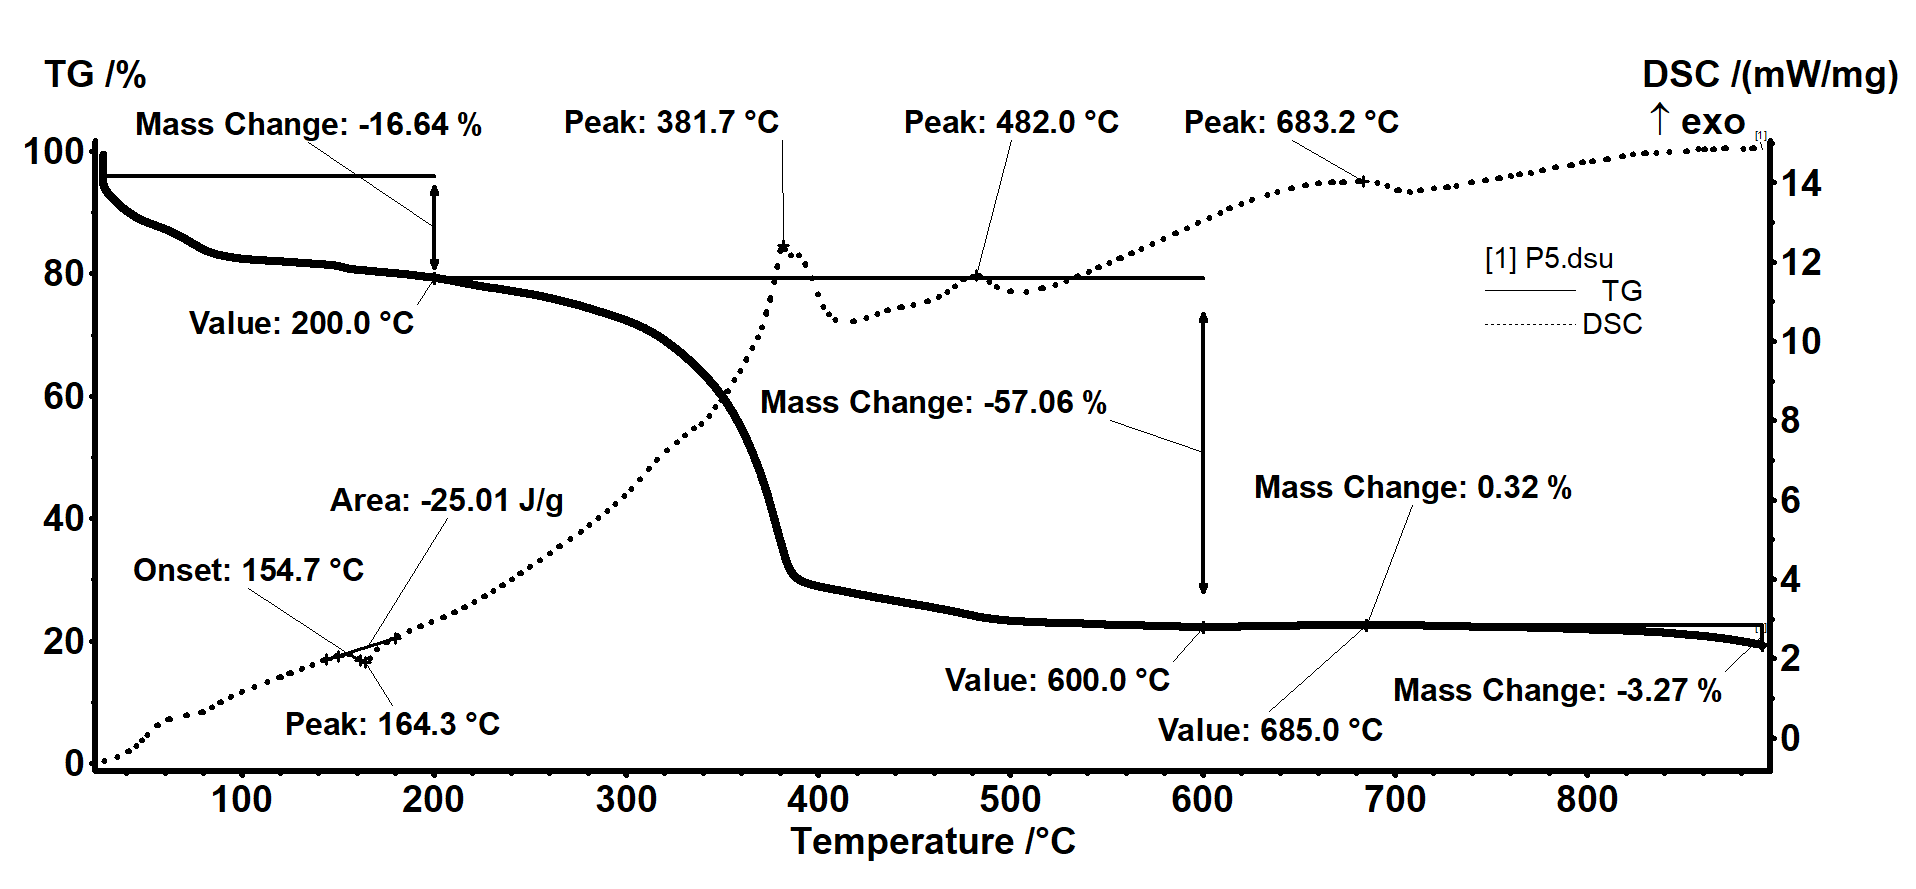 TG /%
DSC /(mW/mg)
↑ exo
[1]
Mass Change: -16.64 %
Peak: 381.7 °C
Peak: 482.0 °C
Peak: 683.2 °C
100
80
60
40
20
0
14
12
10
8
6
4
2
0
[1] P5.dsu
TG
DSC
Value: 200.0 °C
Mass Change: -57.06 %
Area: -25.01 J/g
Mass Change: 0.32 %
Onset: 154.7 °C
Peak: 164.3 °C
Value: 600.0 °C
Mass Change: -3.27 %
Value: 685.0 °C
100 200 300 400 500 600 700 800
Temperature /°C